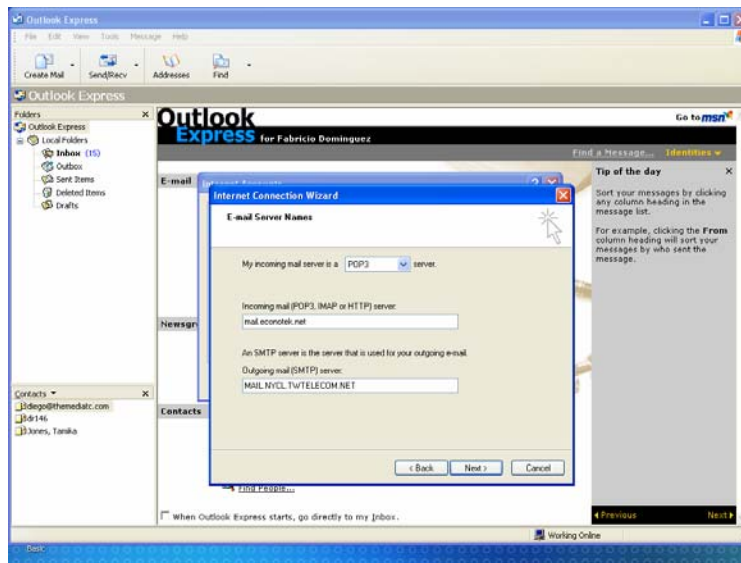 Outlook Express
File Edit View Tools Message Help
Create Mail Send/Recv Addresses Find
Outlook Express
Folders
Outlook Express
Local Folders
Inbox (15)
Outbox
Sent Items
Deleted Items
Drafts
Contacts
diego@themediatc.com
dr146
Jones, Tamika
Outlook
Express for Fabricio Dominguez
Go to msn
Find a Message... Identities
E-mail
Newsgr
Contacts
Find People...
When Outlook Express starts, go directly to my Inbox.
Internet Accounts
Internet Connection Wizard
E-mail Server Names
My incoming mail server is a POP3 server.
Incoming mail (POP3, IMAP or HTTP) server:
mail.econotek.net
An SMTP server is the server that is used for your outgoing e-mail.
Outgoing mail (SMTP) server:
MAIL.NYCL.TWTELECOM.NET
< Back Next > Cancel
Tip of the day
Sort your messages by clicking
any column heading in the
message list.
For example, clicking the From
column heading will sort your
messages by who sent the
message.
Previous Next
Working Online
Basic